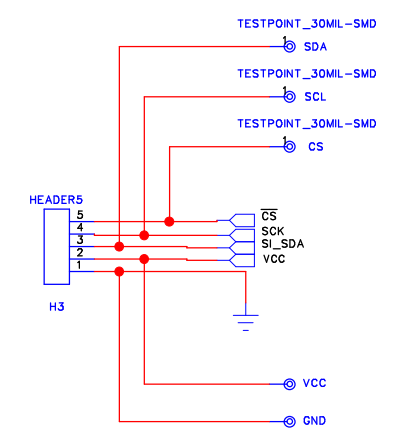 TESTPOINT_30MIL-SMD
1
SDA
TESTPOINT_30MIL-SMD
1
SCL
TESTPOINT_30MIL-SMD
1
CS
HEADER5
5
4
3
2
1
C̅S̅
SCK
SI_SDA
VCC
H3
VCC
GND